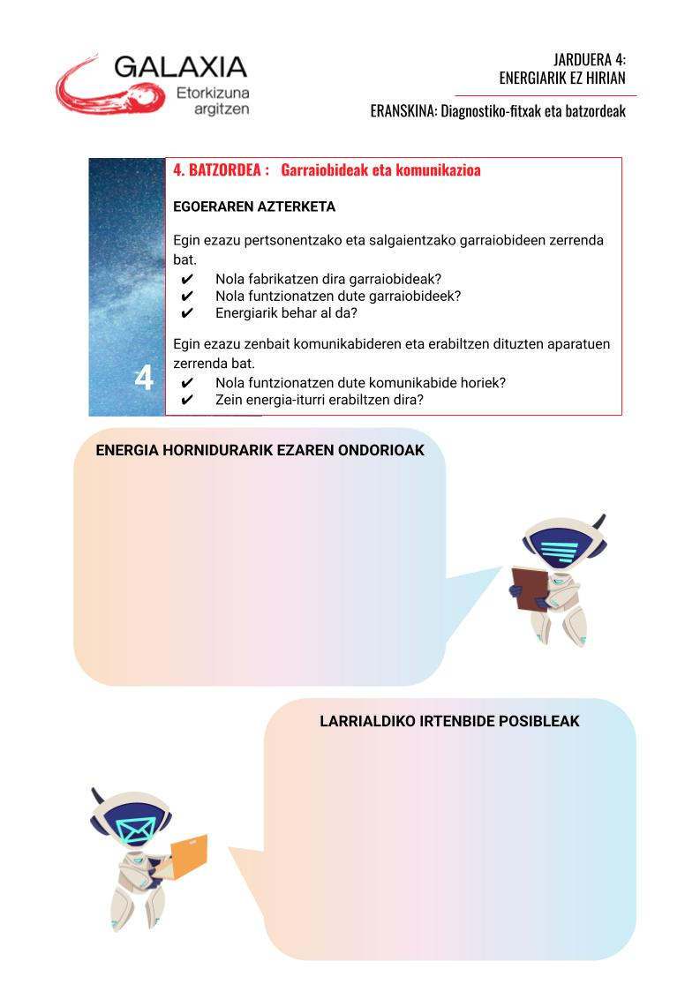 GALAXIA
Etorkizuna
argitzen
JARDUERA 4:
ENERGIARIK EZ HIRIAN
ERANSKINA: Diagnostiko-fitxak eta batzordeak
4. BATZORDEA : Garraiobideak eta komunikazioa
EGOERAREN AZTERKETA
Egin ezazu pertsonentzako eta salgaientzako garraiobideen zerrenda
bat.
✔ Nola fabrikatzen dira garraiobideak?
✔ Nola funtzionatzen dute garraiobideek?
✔ Energiarik behar al da?
Egin ezazu zenbait komunikabideren eta erabiltzen dituzten aparatuen
zerrenda bat.
✔ Nola funtzionatzen dute komunikabide horiek?
✔ Zein energia-iturri erabiltzen dira?
4
ENERGIA HORNIDURARIK EZAREN ONDORIOAK
LARRIALDIKO IRTENBIDE POSIBLEAK